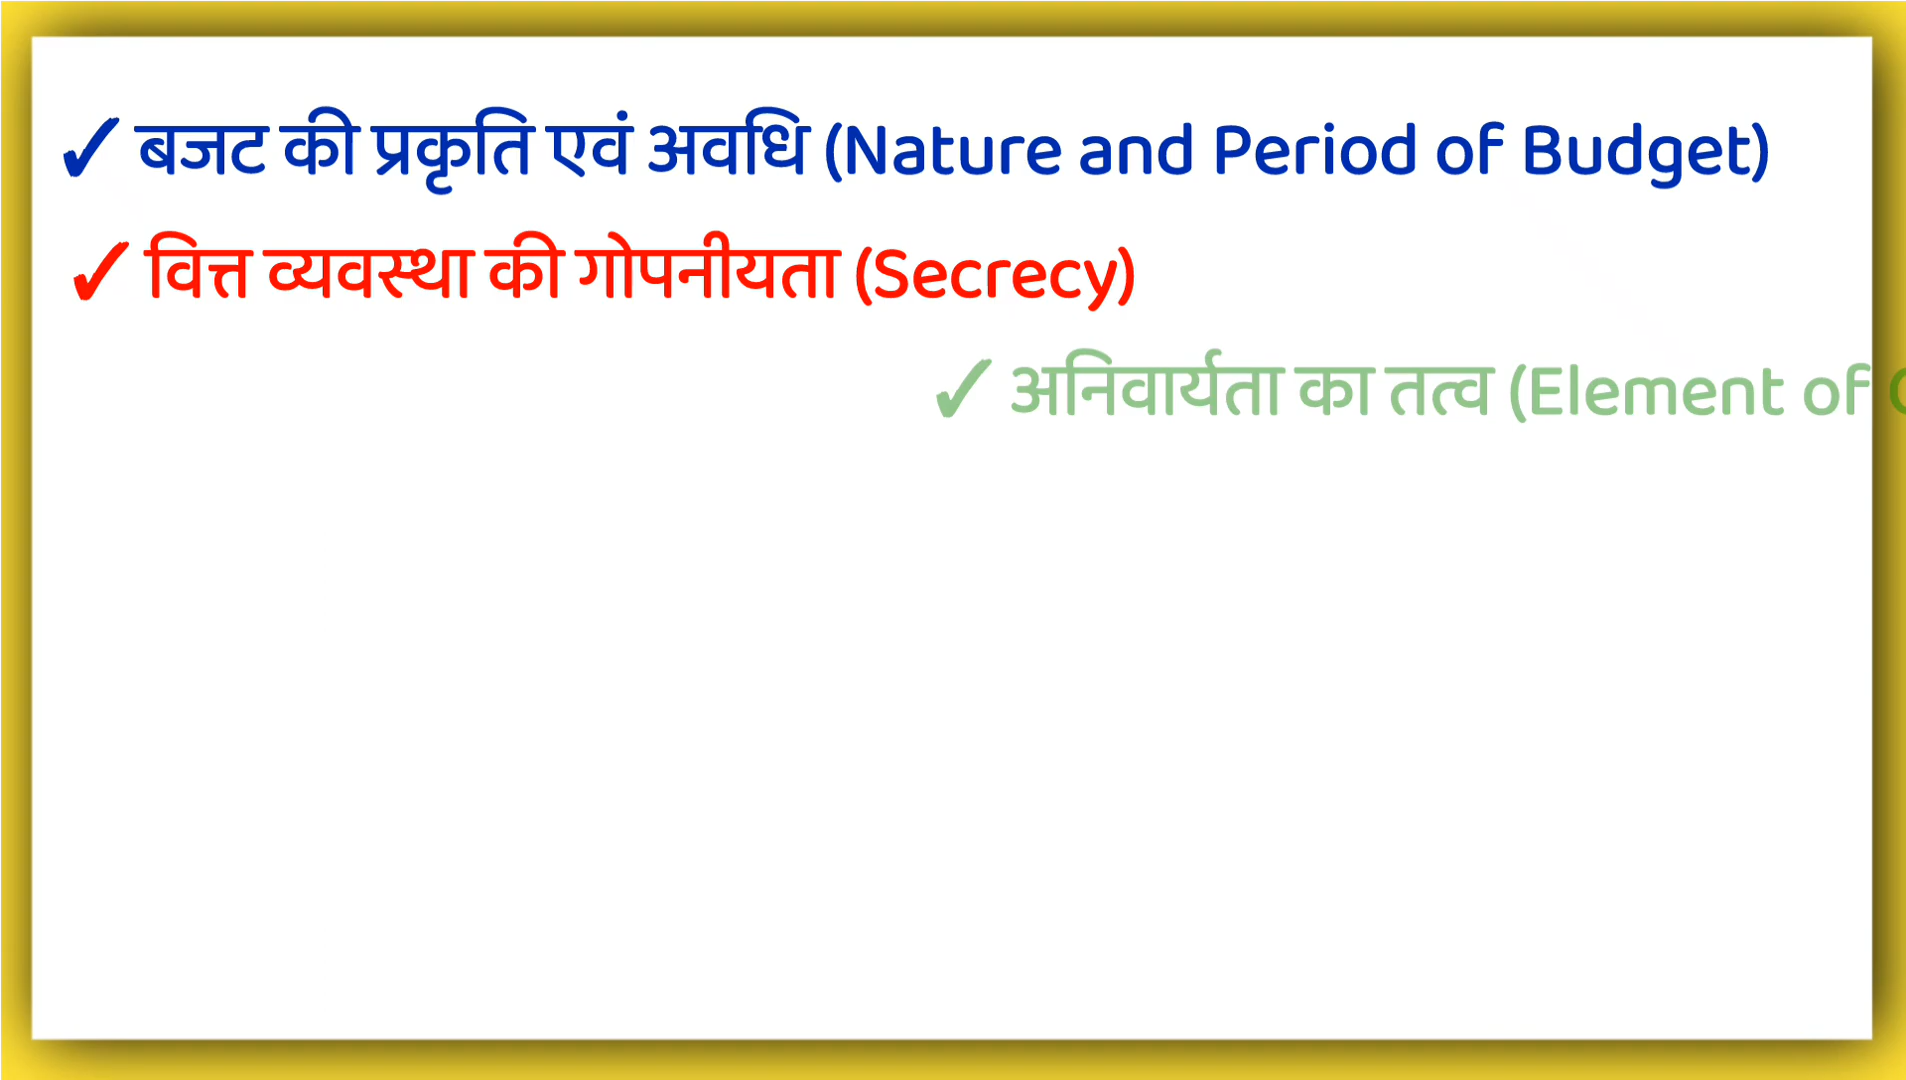 ✓ बजट की प्रकृति एवं अवधि (Nature and Period of Budget)
✓ वित्त व्यवस्था की गोपनीयता (Secrecy)
✓ अनिवार्यता का तत्व (Element of